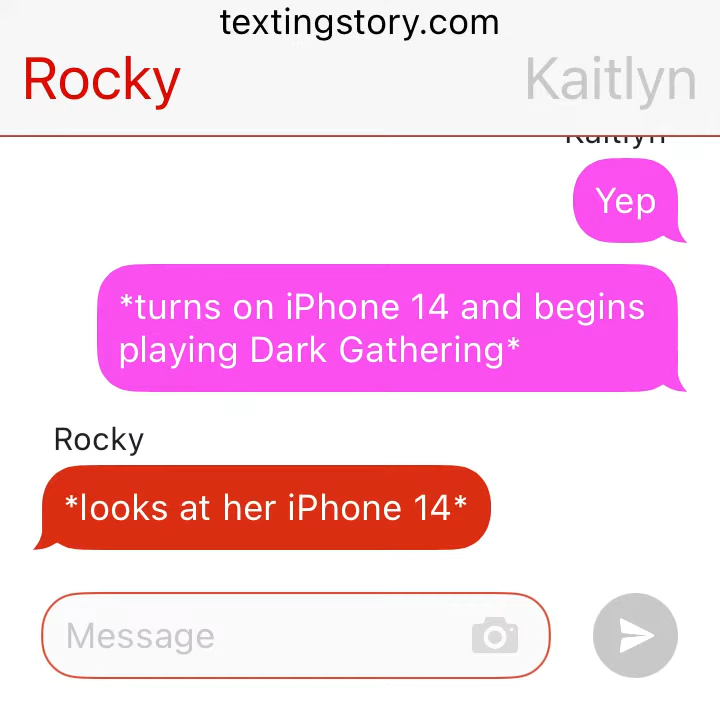 textingstory.com
Rocky
Kaitlyn
Kaitlyn
Yep
*turns on iPhone 14 and begins
playing Dark Gathering*
Rocky
*looks at her iPhone 14*
Message